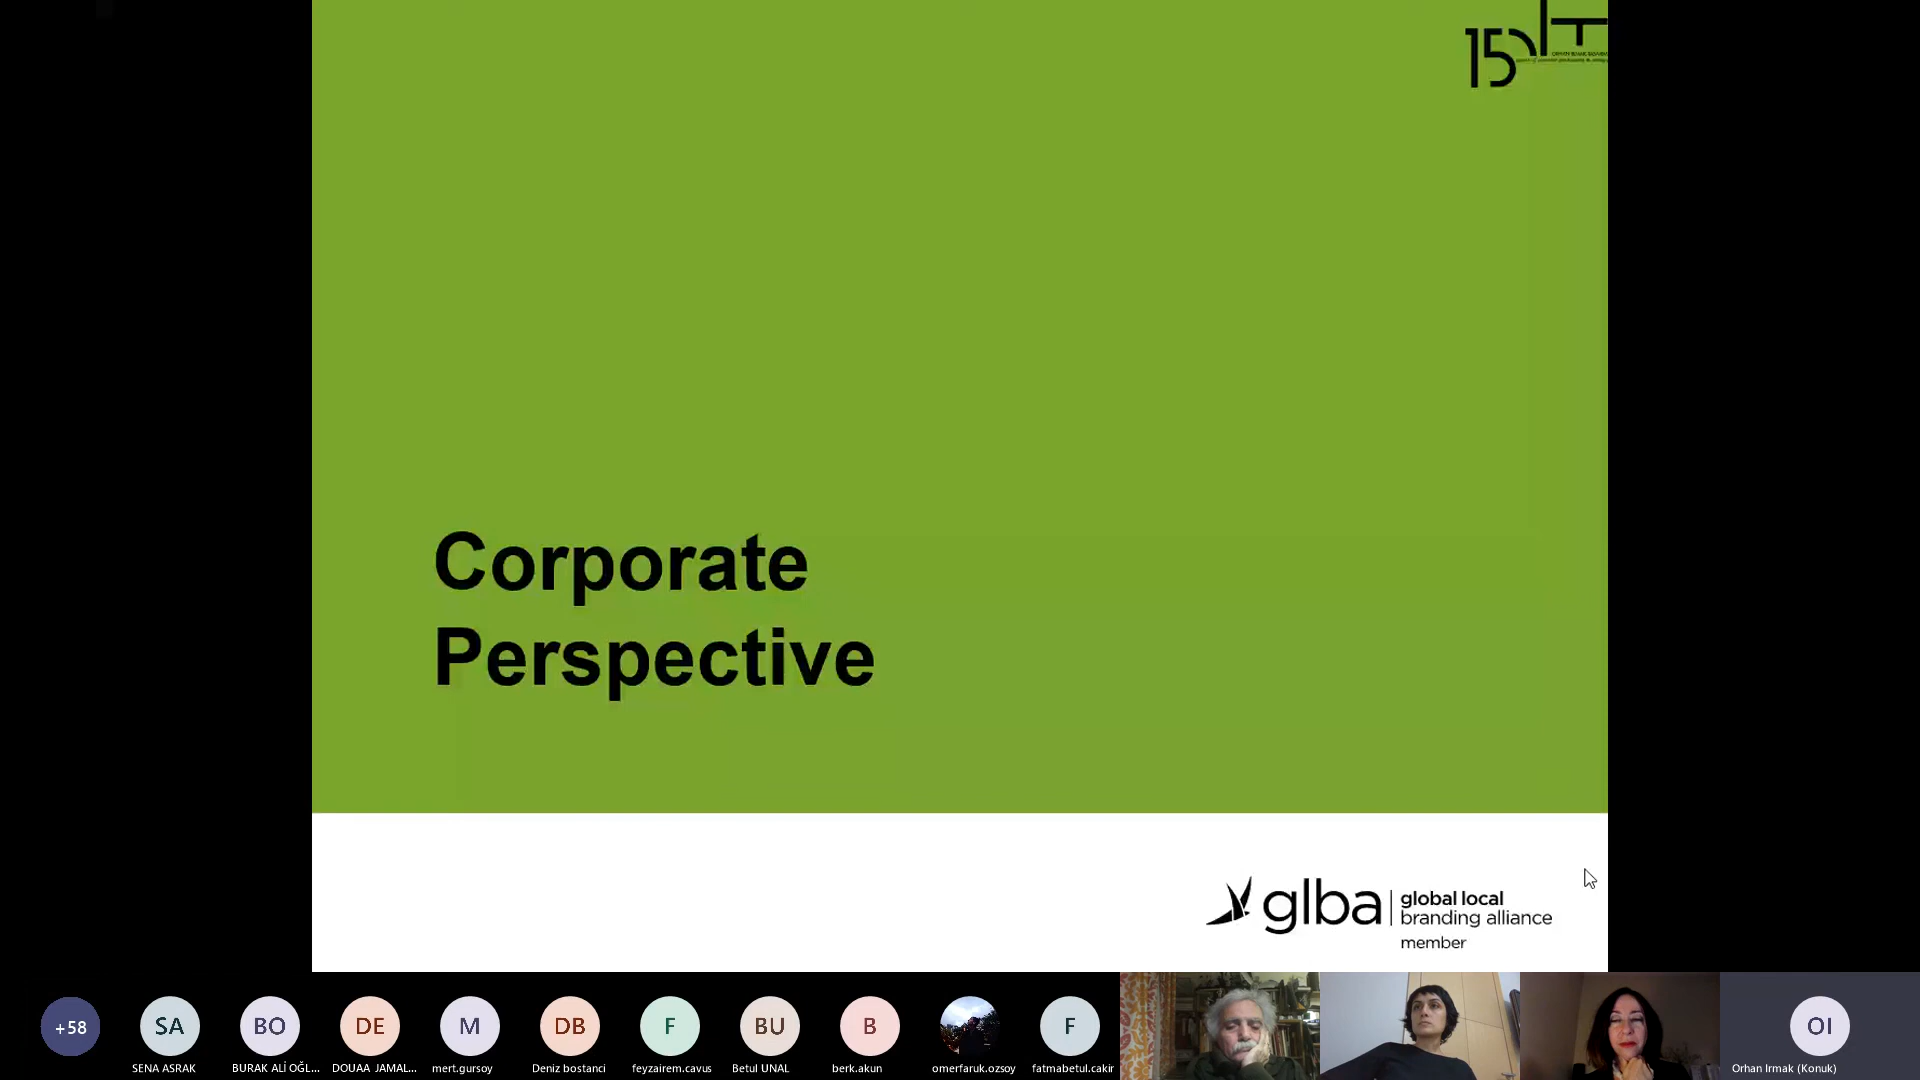 15
Corporate
Perspective
glba
global local
branding alliance
member
+58
SA
BO
DE
M
DB
F
BU
B
F
OI
SENA ASRAK
BURAK ALİ OĞL...
DOUAA JAMAL...
mert.gursoy
Deniz bostanci
feyzairem.cavus
Betul UNAL
berk.akun
omerfaruk.ozsoy
fatmabetul.cakir
Orhan Irmak (Konuk)